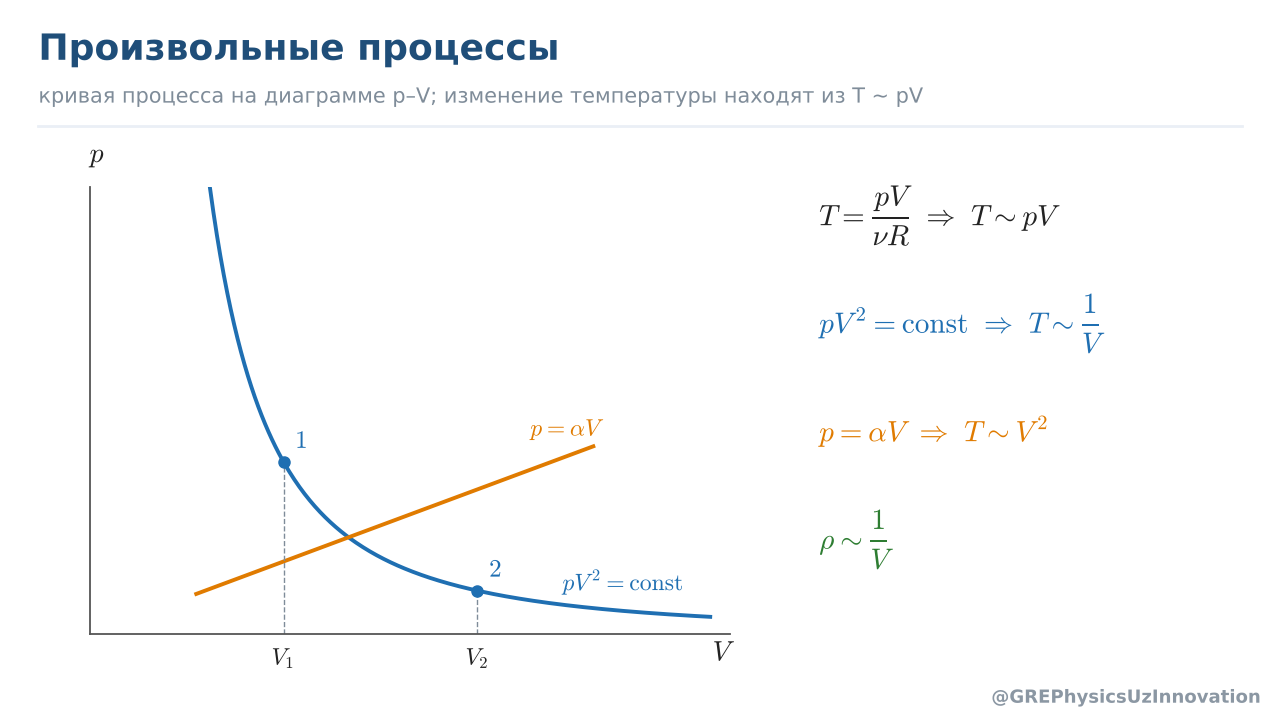 Произвольные процессы
кривая процесса на диаграмме p–V; изменение температуры находят из T ~ pV
p
T = pV/νR ⇒ T ~ pV
pV² = const ⇒ T ~ 1/V
1
p = αV
p = αV ⇒ T ~ V²
ρ ~ 1/V
2
pV² = const
V₁
V₂
V
@GREPhysicsUzInnovation